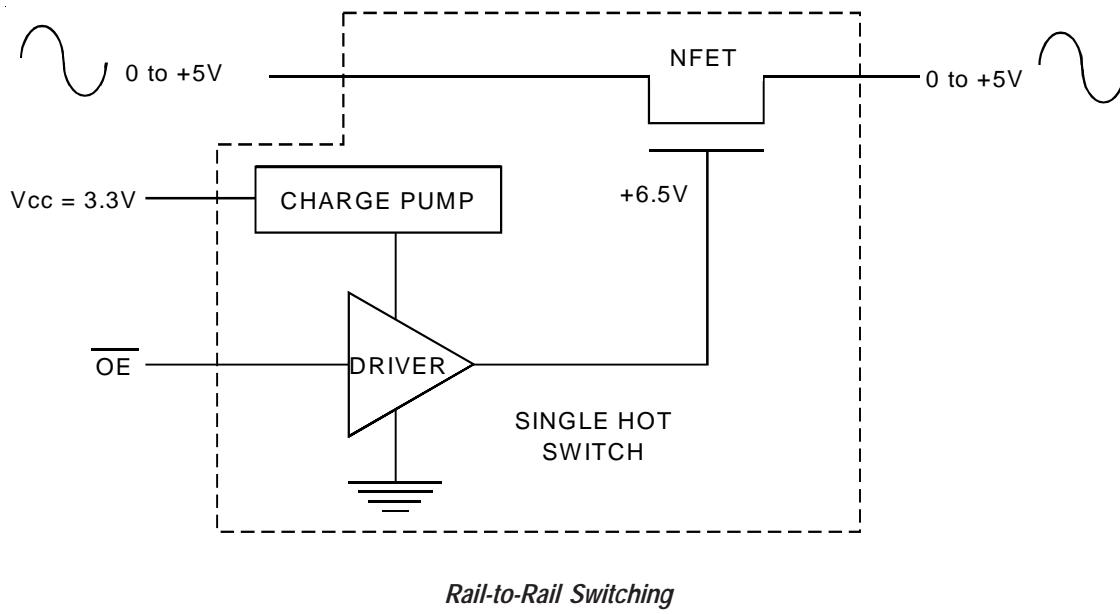 NFET
0 to +5V
0 to +5V
+6.5V
Vcc = 3.3V
CHARGE PUMP
OE
DRIVER
SINGLE HOT
SWITCH
Rail-to-Rail Switching